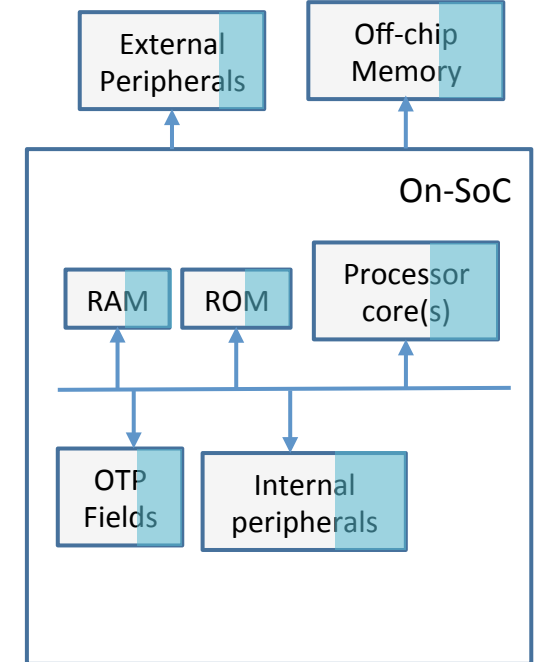 External
Peripherals
Off-chip
Memory
On-SoC
RAM
ROM
Processor
core(s)
OTP
Fields
Internal
peripherals